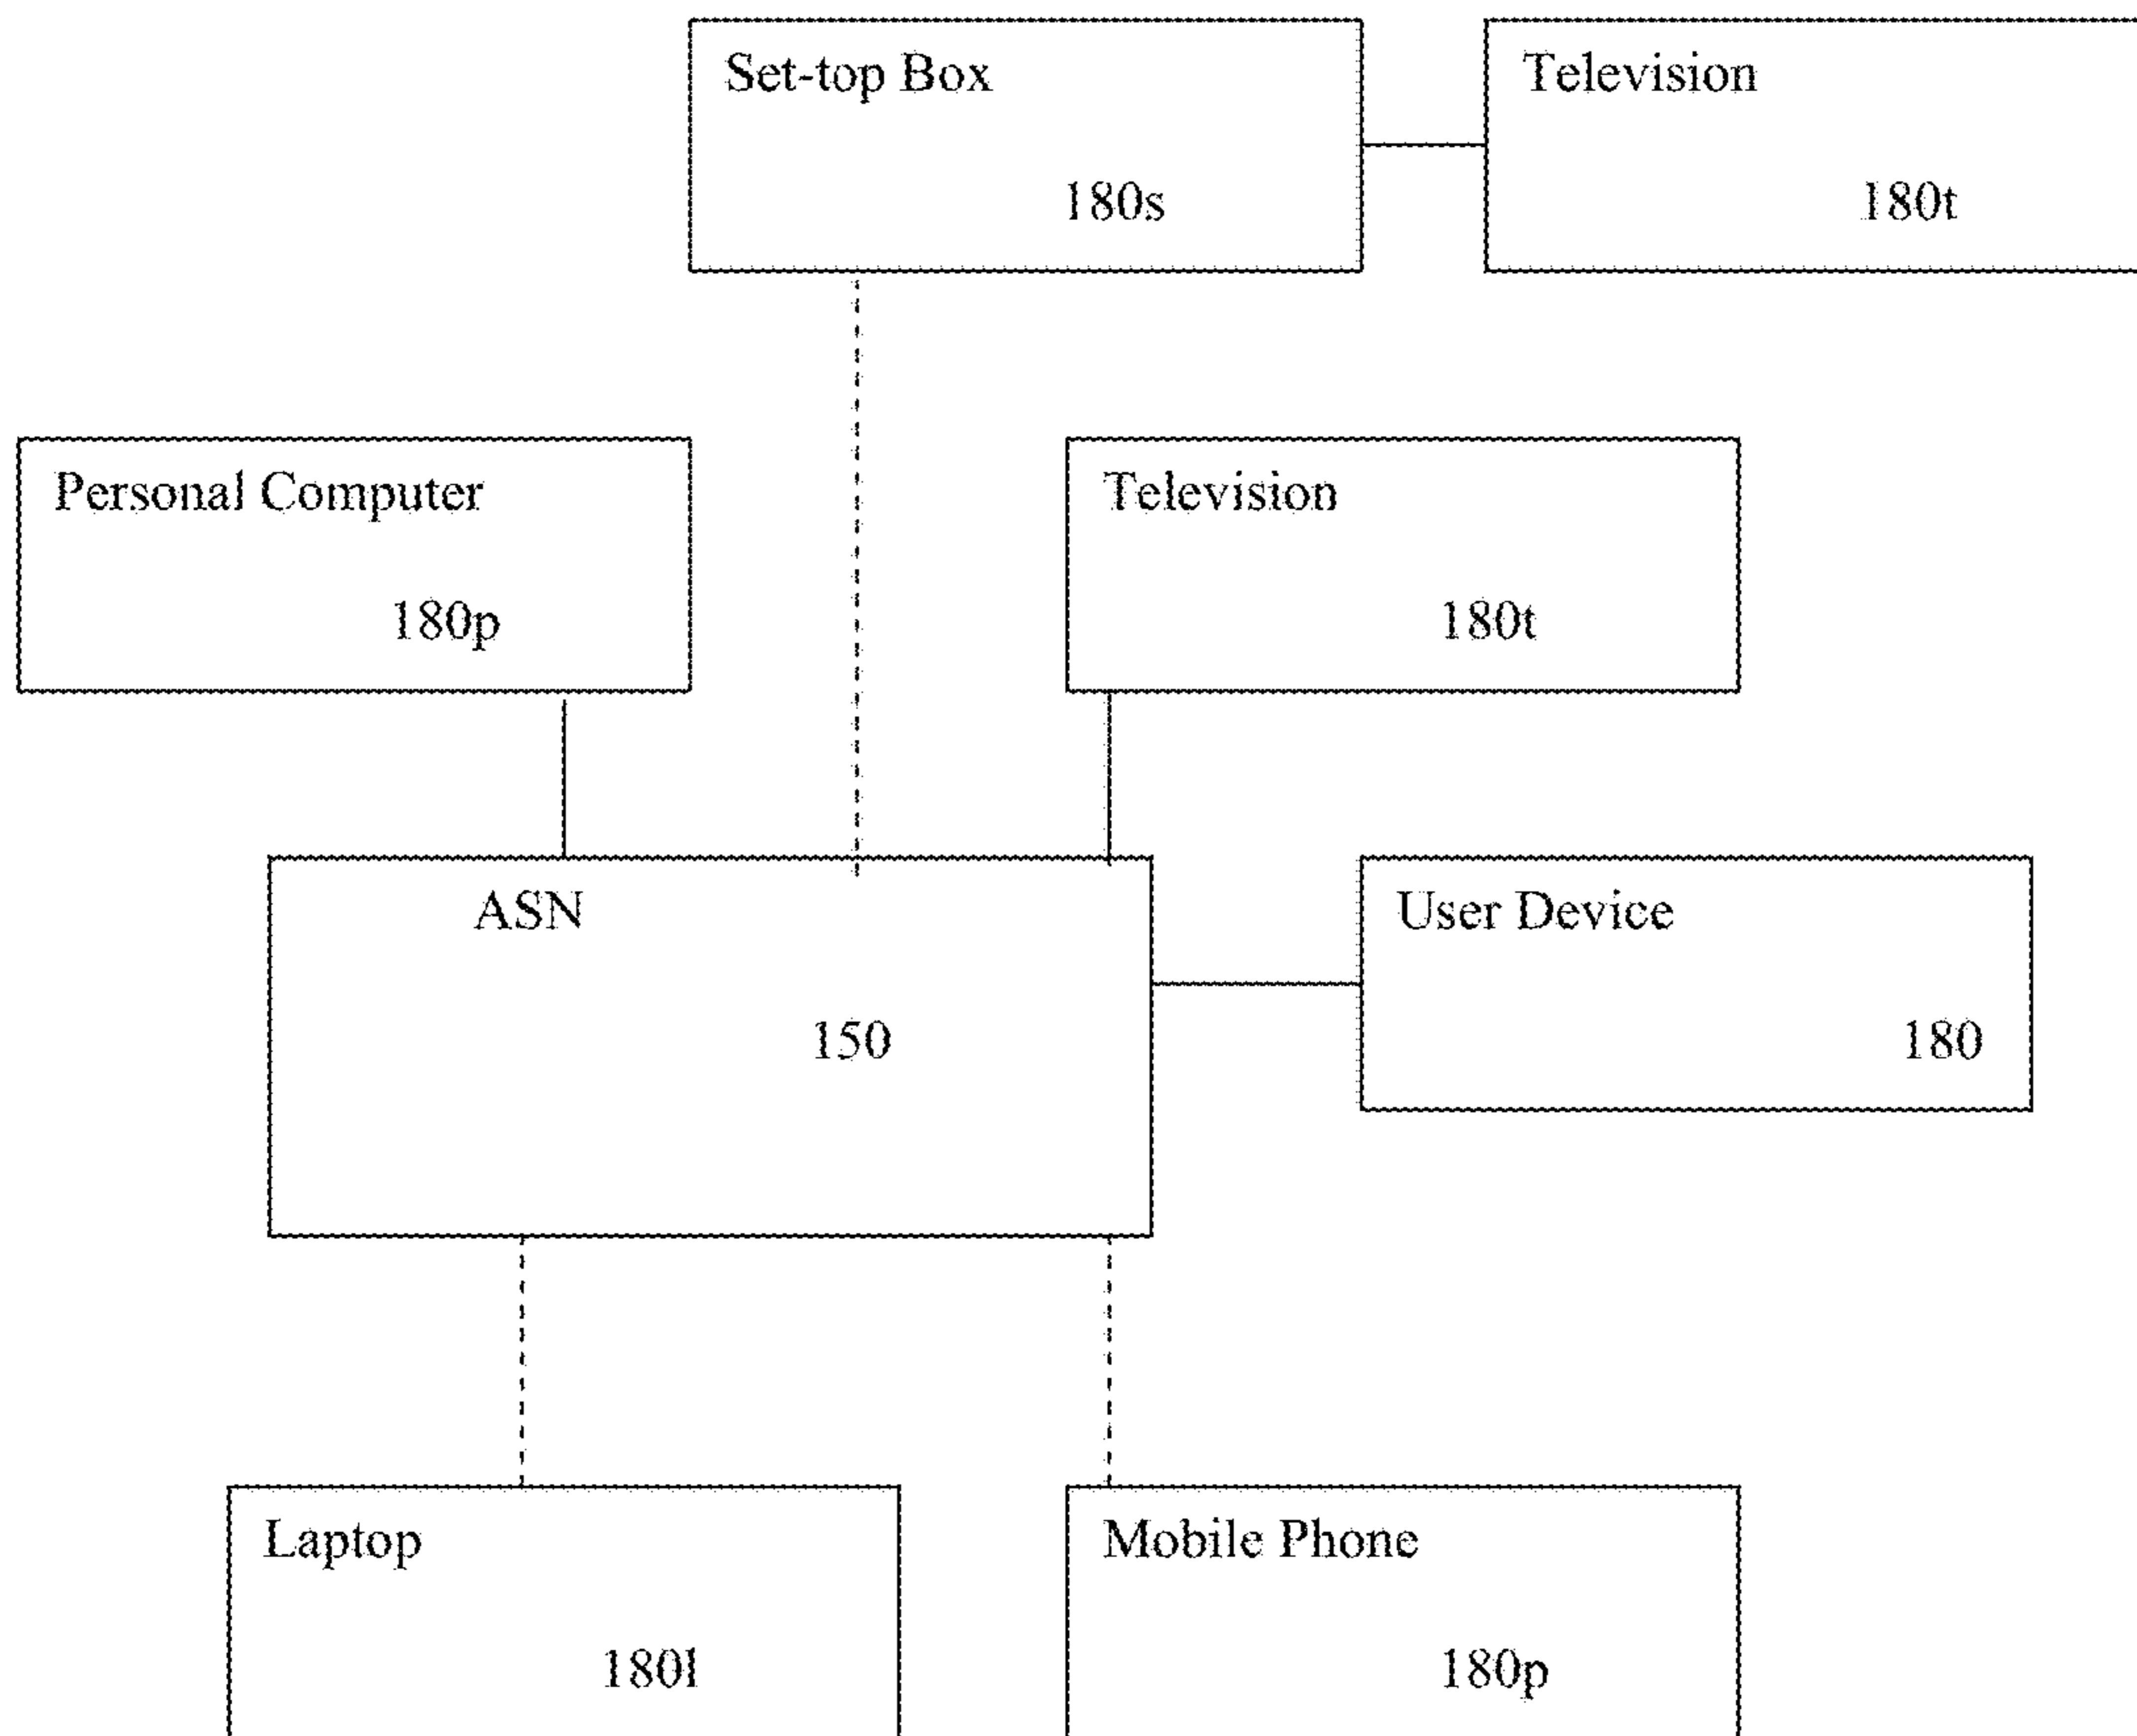 Set-top Box
180s
Television
180t
Personal Computer
180p
Television
180t
ASN
150
User Device
180
Laptop
180l
Mobile Phone
180p